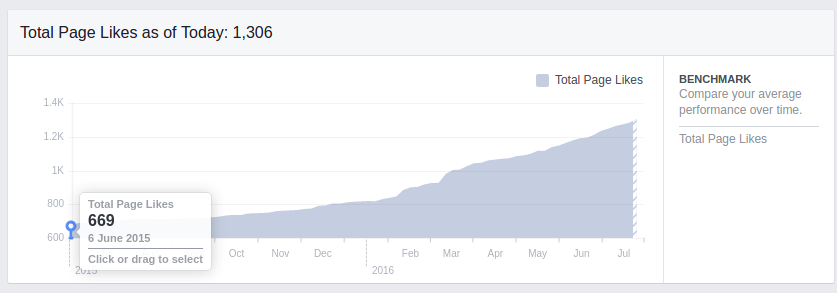 Total Page Likes as of Today: 1,306
Total Page Likes
BENCHMARK
Compare your average
performance over time.
Total Page Likes
1.4K
1.2K
1K
800
600
Total Page Likes
669
6 June 2015
Click or drag to select
Oct
Nov
Dec
Feb
Mar
Apr
May
Jun
Jul
2015
2016